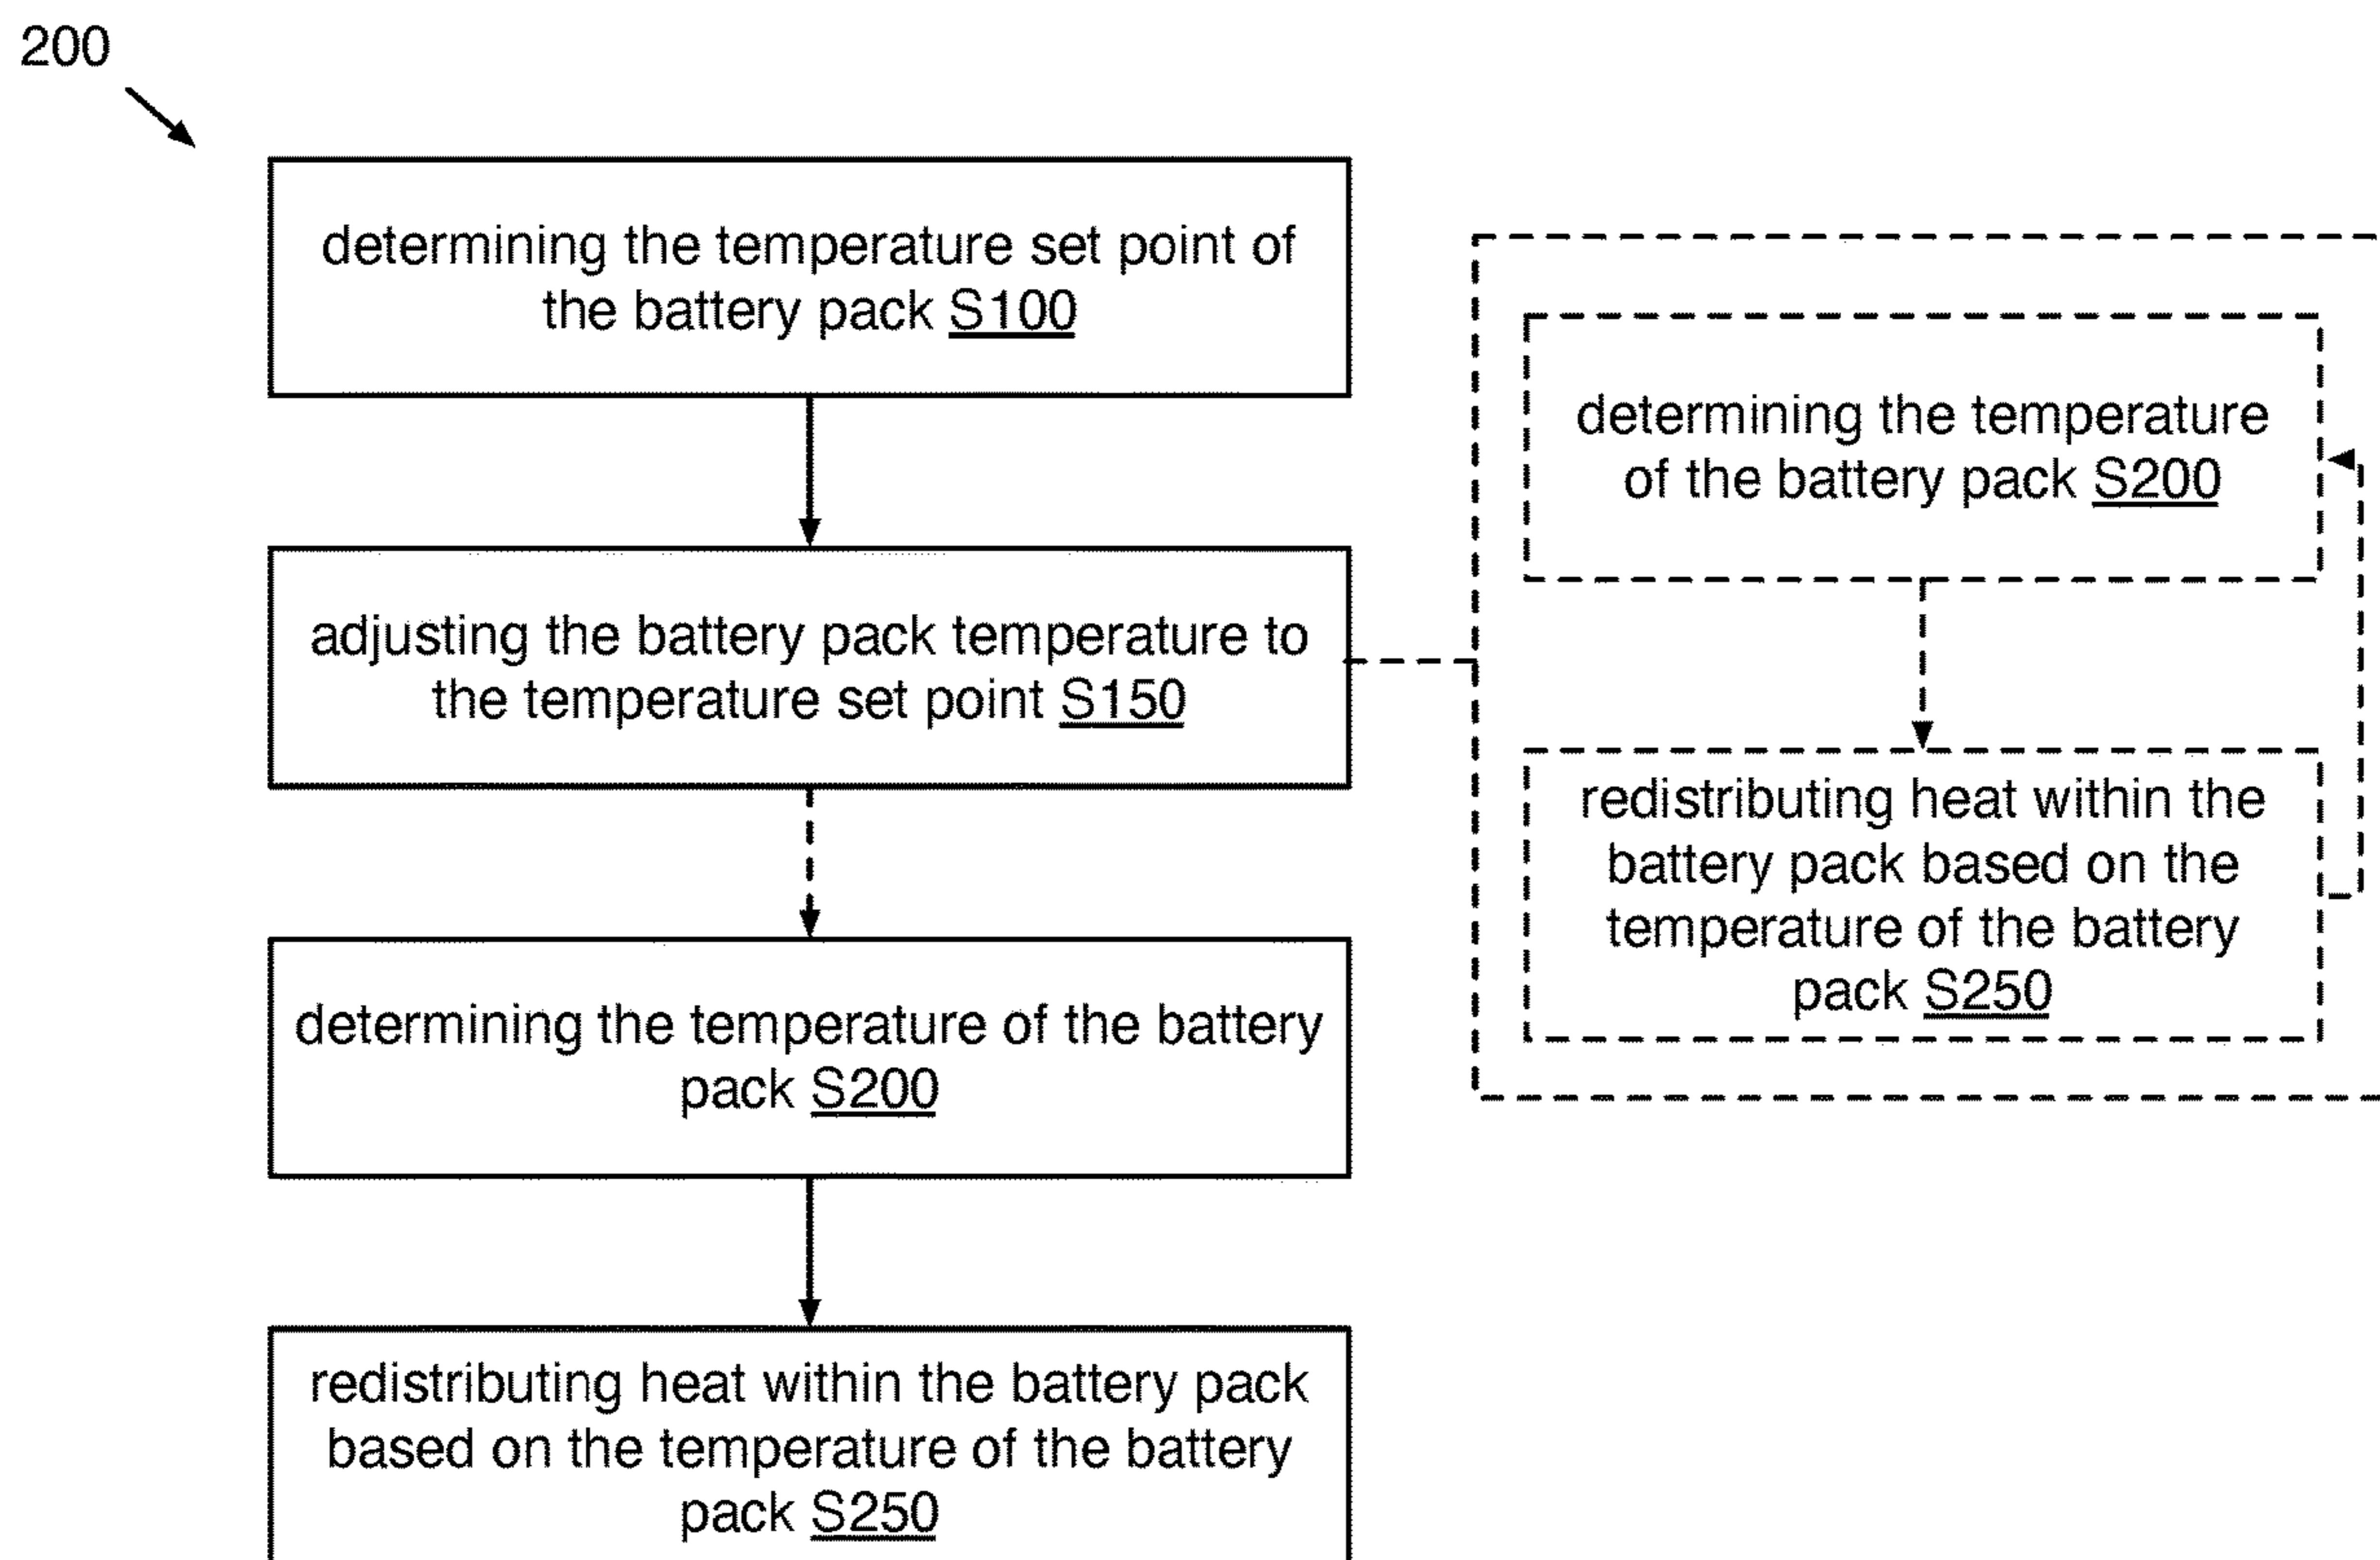 200
determining the temperature set point of
the battery pack S100
adjusting the battery pack temperature to
the temperature set point S150
determining the temperature of the battery
pack S200
redistributing heat within the battery pack
based on the temperature of the battery
pack S250
determining the temperature
of the battery pack S200
redistributing heat within the
battery pack based on the
temperature of the battery
pack S250